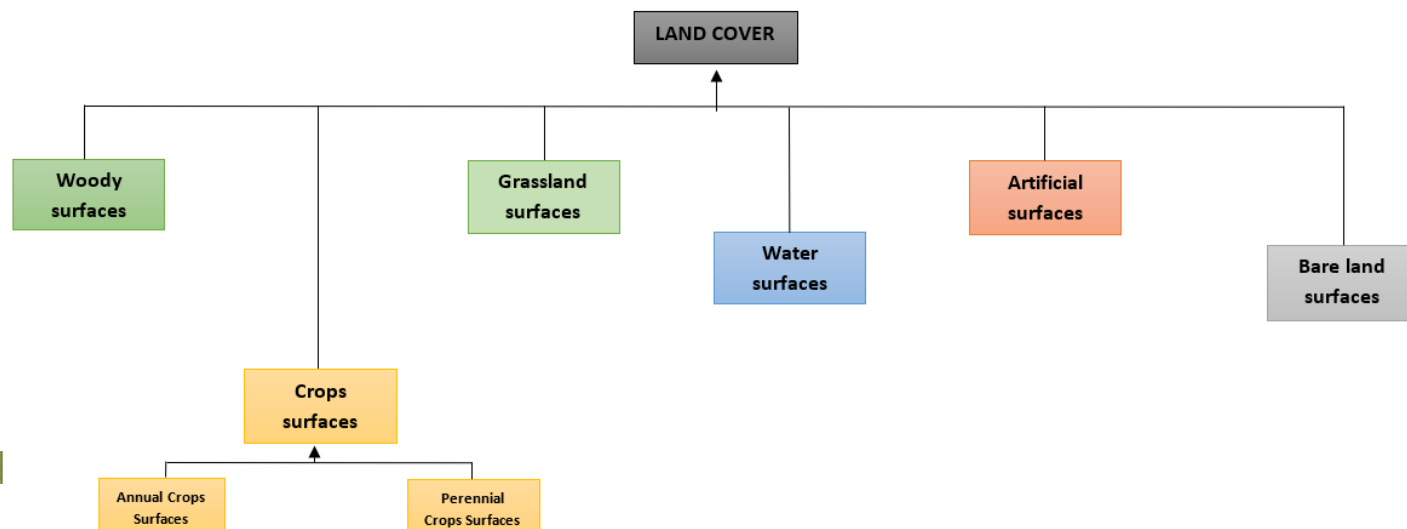 LAND COVER
Woody
surfaces
Grassland
surfaces
Artificial
surfaces
Water
surfaces
Bare land
surfaces
Crops
surfaces
Annual Crops
Surfaces
Perennial
Crops Surfaces